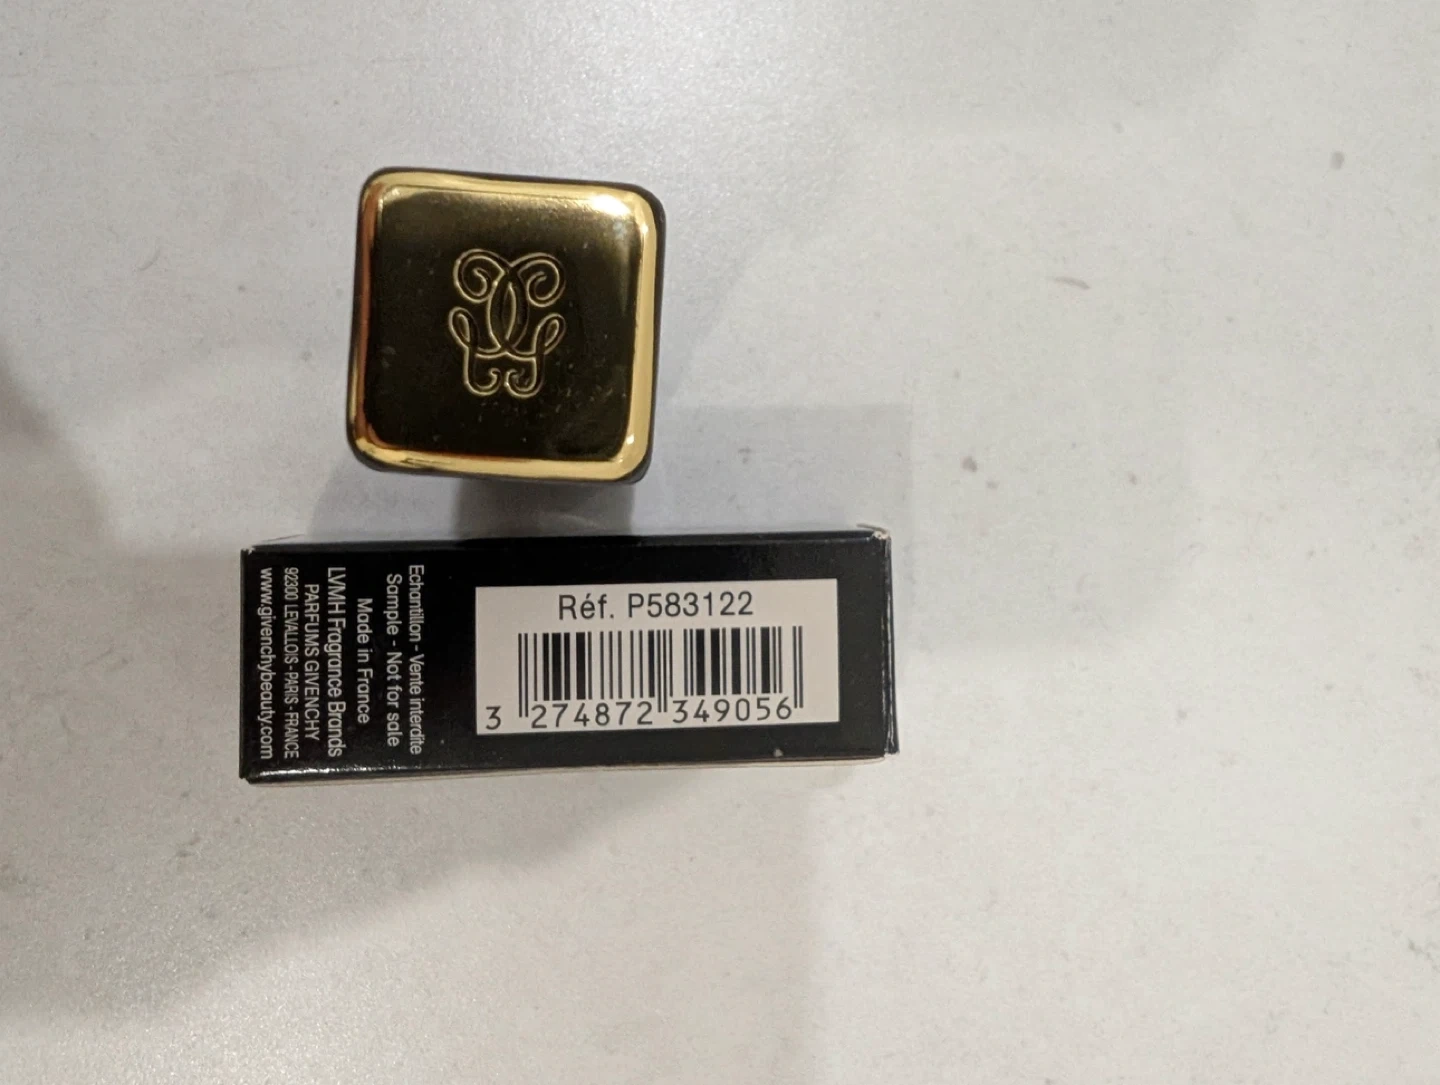 Réf. P583122
3 274872 349056
Echantillon - Vente interdite
Sample - Not for sale
Made in France
LVMH Fragrance Brands
PARFUMS GIVENCHY
92300 LEVALLOIS - PARIS - FRANCE
www.givenchybeauty.com